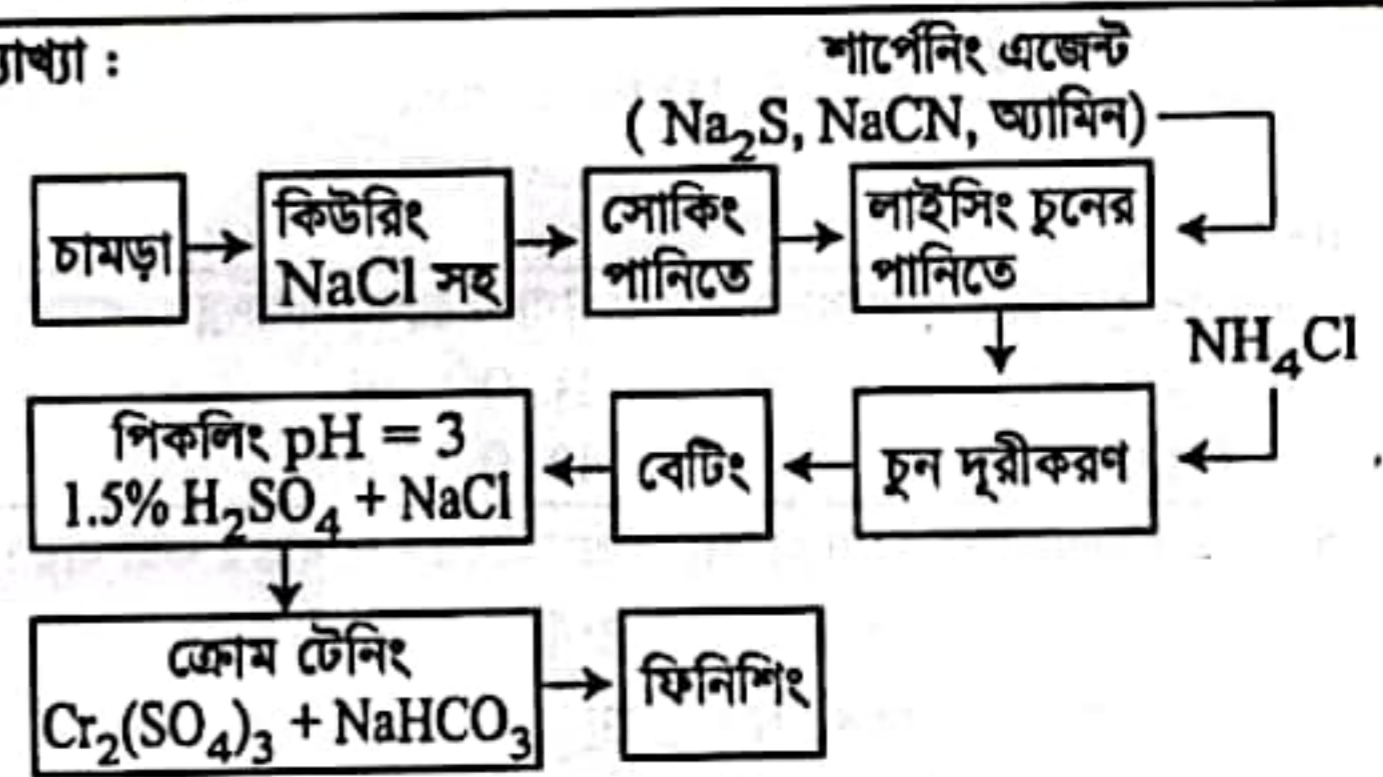 ্যাখ্যা :
শার্পেনিং এজেন্ট
( Na₂S, NaCN, অ্যামিন)
চামড়া
কিউরিং
NaCl সহ
সোকিং
পানিতে
লাইসিং চুনের
পানিতে
NH₄Cl
চুন দূরীকরণ
বেটিং
পিকলিং pH = 3
1.5% H₂SO₄ + NaCl
ক্রোম টেনিং
Cr₂(SO₄)₃ + NaHCO₃
ফিনিশিং